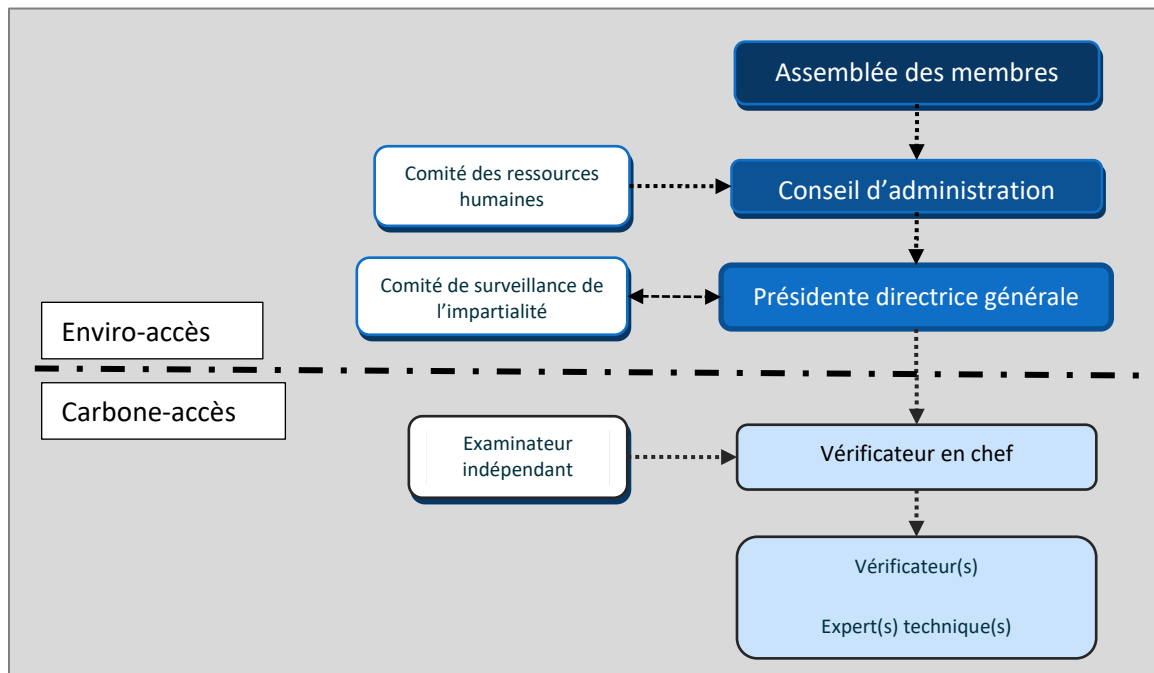 Assemblée des membres
Comité des ressources
humaines
Conseil d’administration
Comité de surveillance de
l’impartialité
Présidente directrice générale
Enviro-accès
Carbone-accès
Examinateur
indépendant
Vérificateur en chef
Vérificateur(s)
Expert(s) technique(s)